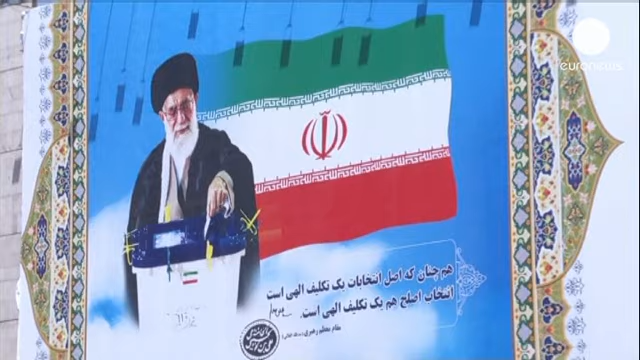 euronews
هم چنان که اصل انتخابات یک تکلیف الهی است
انتخاب اصلح هم یک تکلیف الهی است.
مقام معظم رهبری